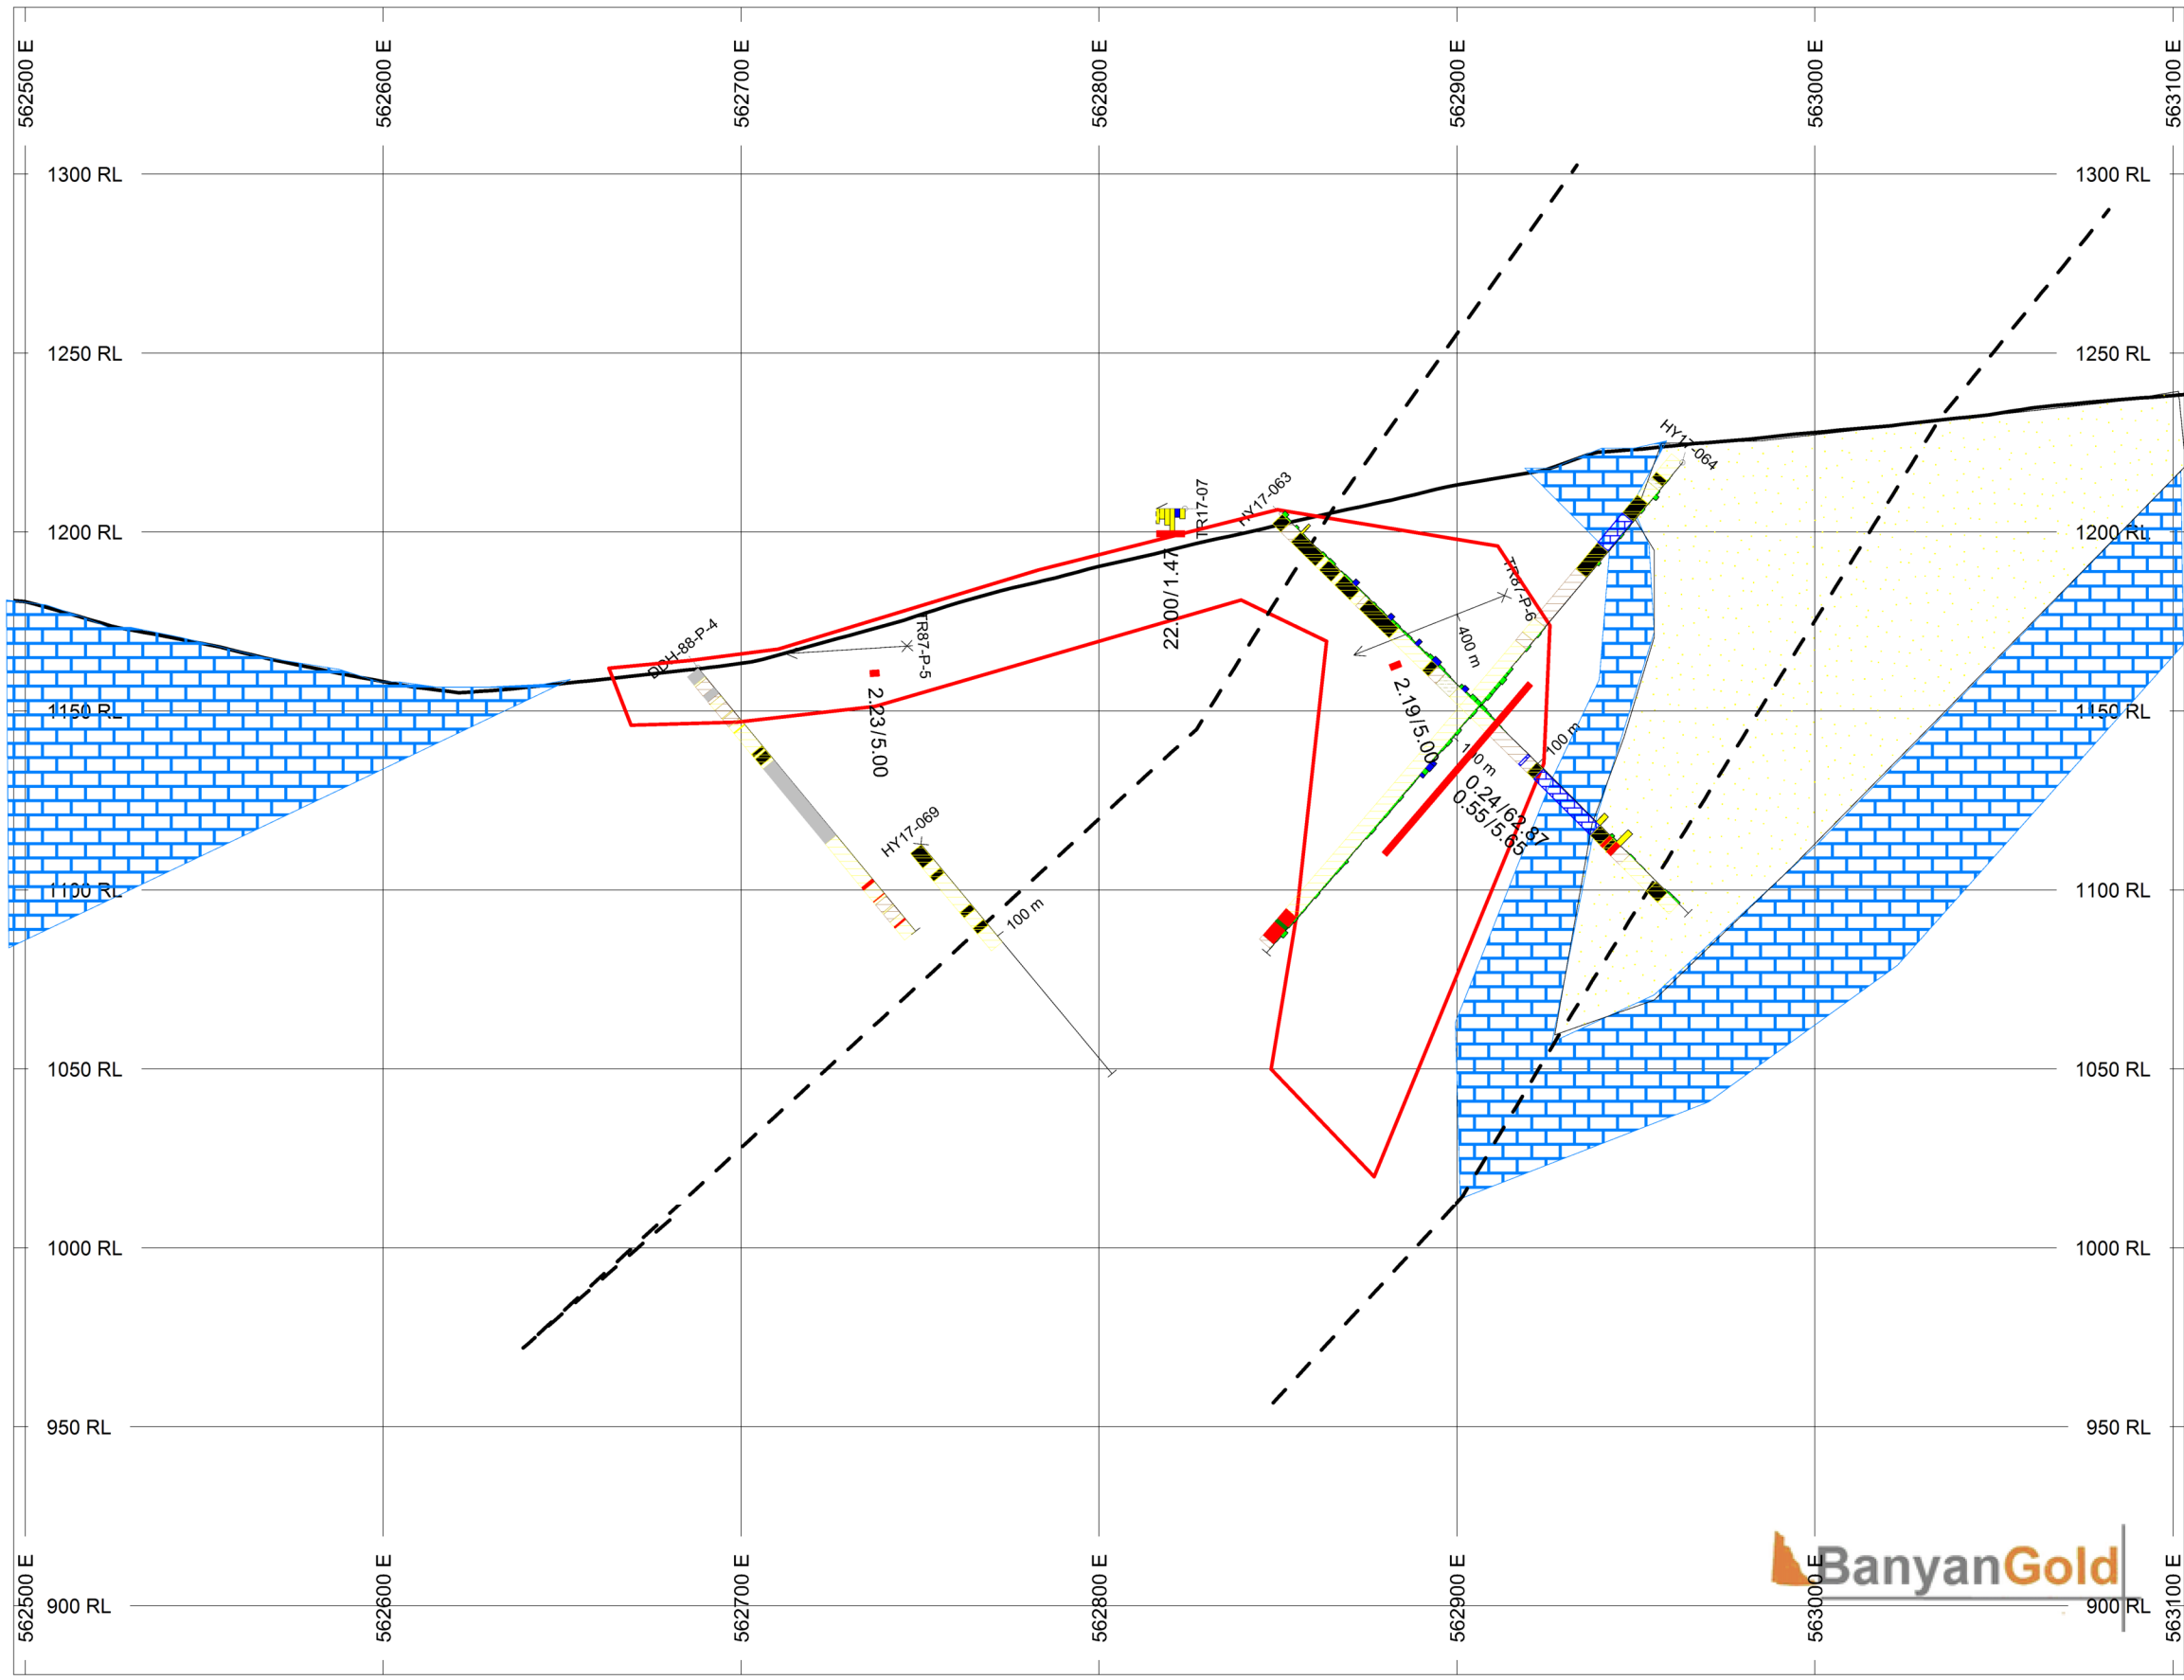 562500 E
562600 E
562700 E
562800 E
562900 E
563000 E
563100 E
1300 RL
1300 RL
1250 RL
1250 RL
HY17-064
HY17-063
TR17-07
1200 RL
1200 RL
22.00/1.47
TR87-P-6
400 m
DDH-88-P-4
TR87-P-5
2.23/5.00
2.19/5.00
1150 RL
1150 RL
100 m
0.24/62.87
0.55/5.65
HY17-069
100 m
1100 RL
1100 RL
1050 RL
1050 RL
1000 RL
1000 RL
950 RL
950 RL
BanyanGold
900 RL
900 RL
562500 E
562600 E
562700 E
562800 E
562900 E
563000 E
563100 E